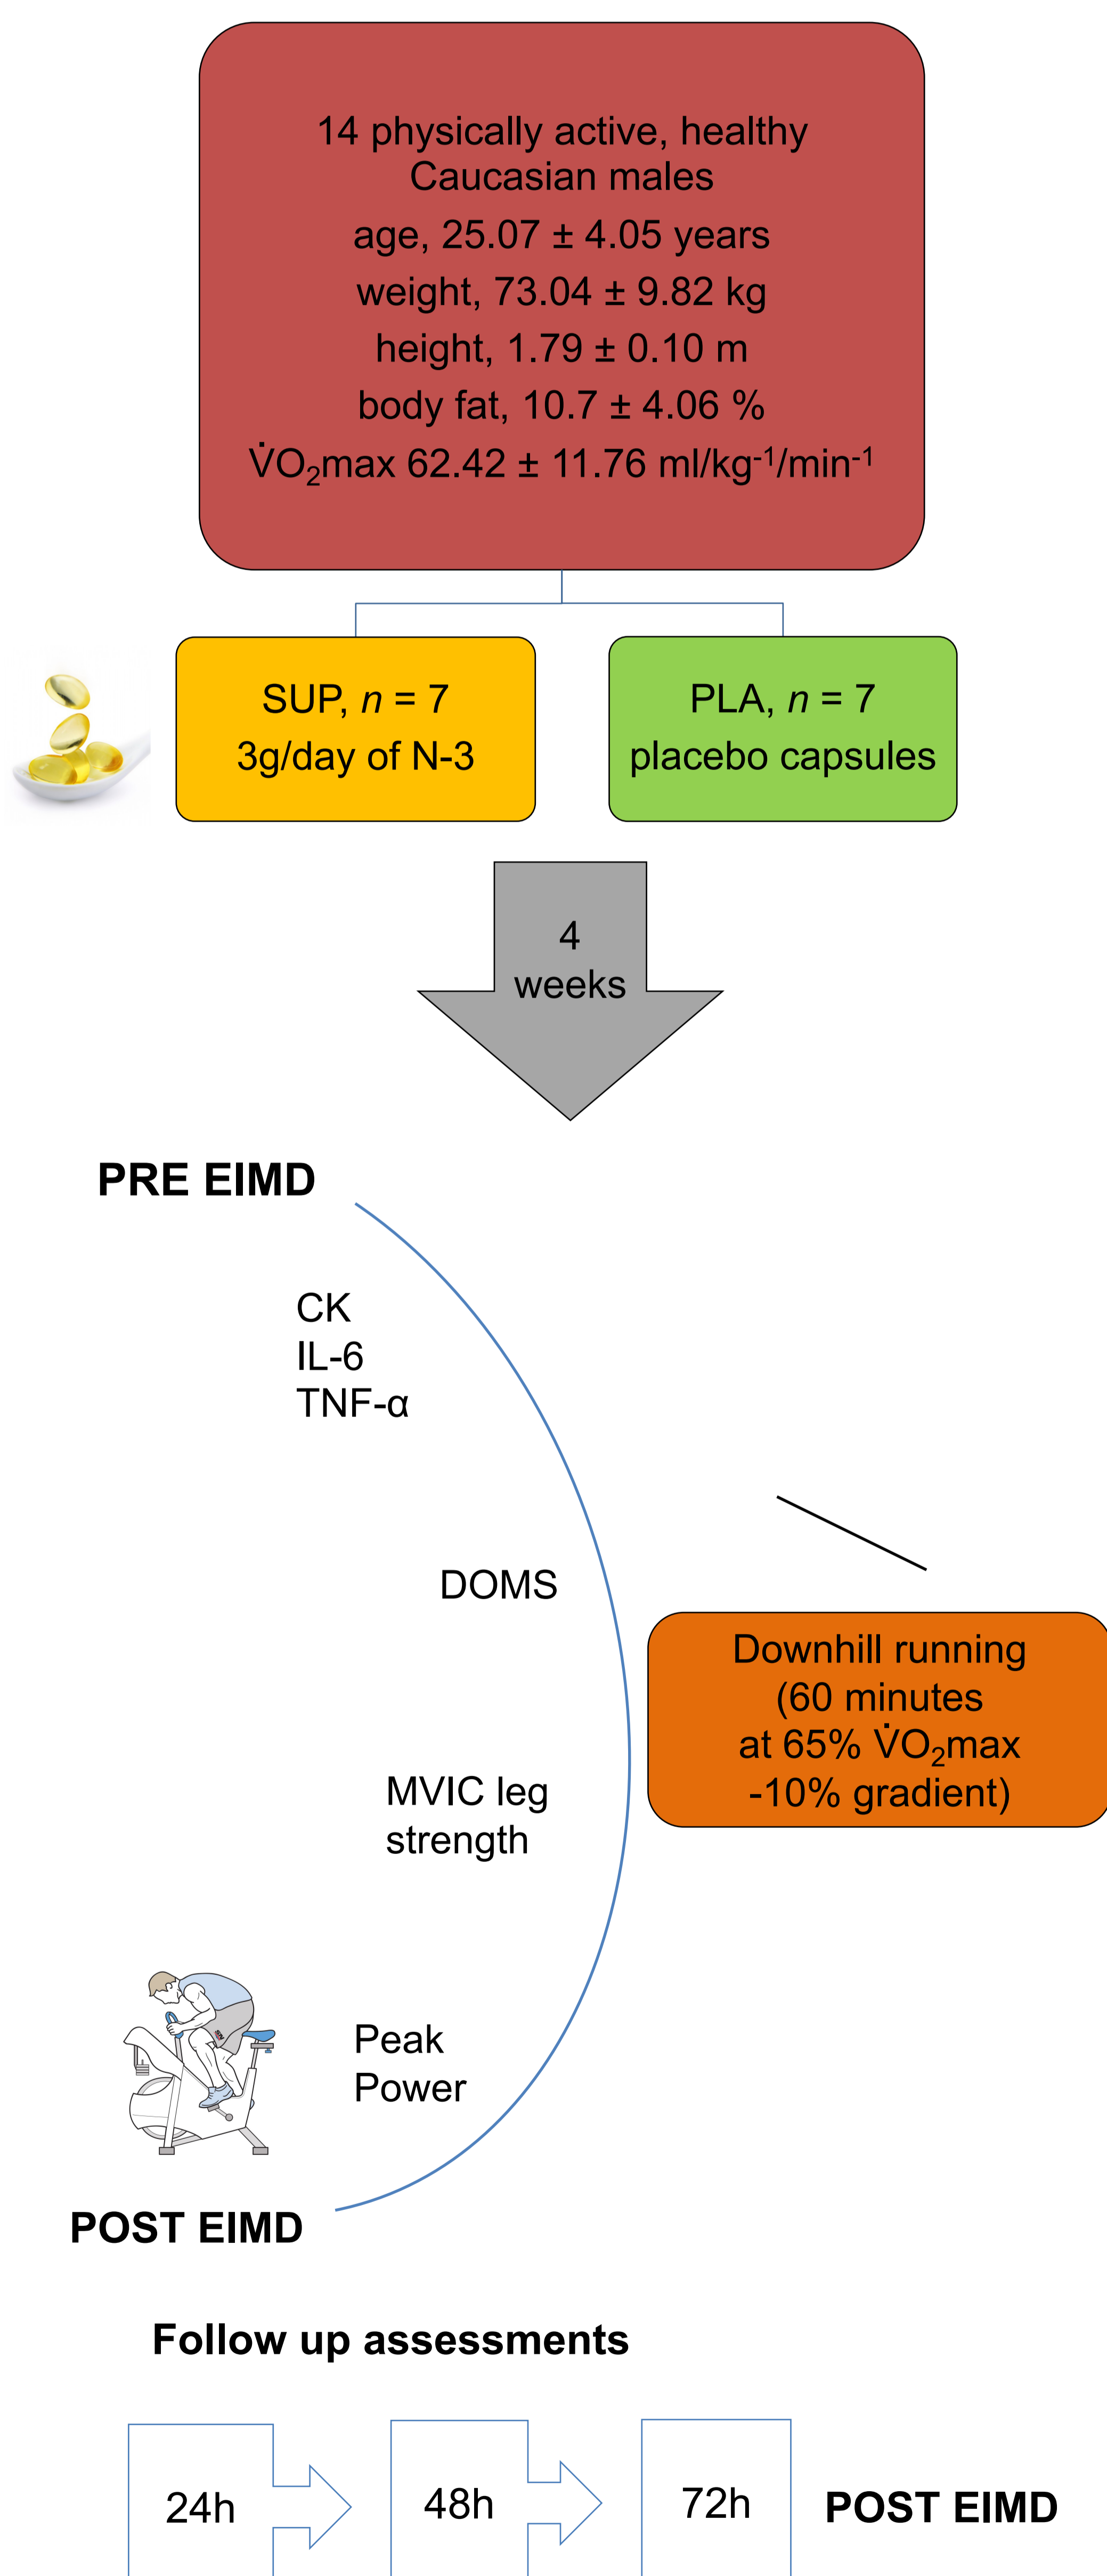 14 physically active, healthy
Caucasian males
age, 25.07 ± 4.05 years
weight, 73.04 ± 9.82 kg
height, 1.79 ± 0.10 m
body fat, 10.7 ± 4.06 %
V̇O₂max 62.42 ± 11.76 ml/kg⁻¹/min⁻¹
SUP, n = 7
3g/day of N-3
PLA, n = 7
placebo capsules
4
weeks
PRE EIMD
CK
IL-6
TNF-α
DOMS
Downhill running
(60 minutes
at 65% V̇O₂max
-10% gradient)
MVIC leg
strength
Peak
Power
POST EIMD
Follow up assessments
24h
48h
72h
POST EIMD